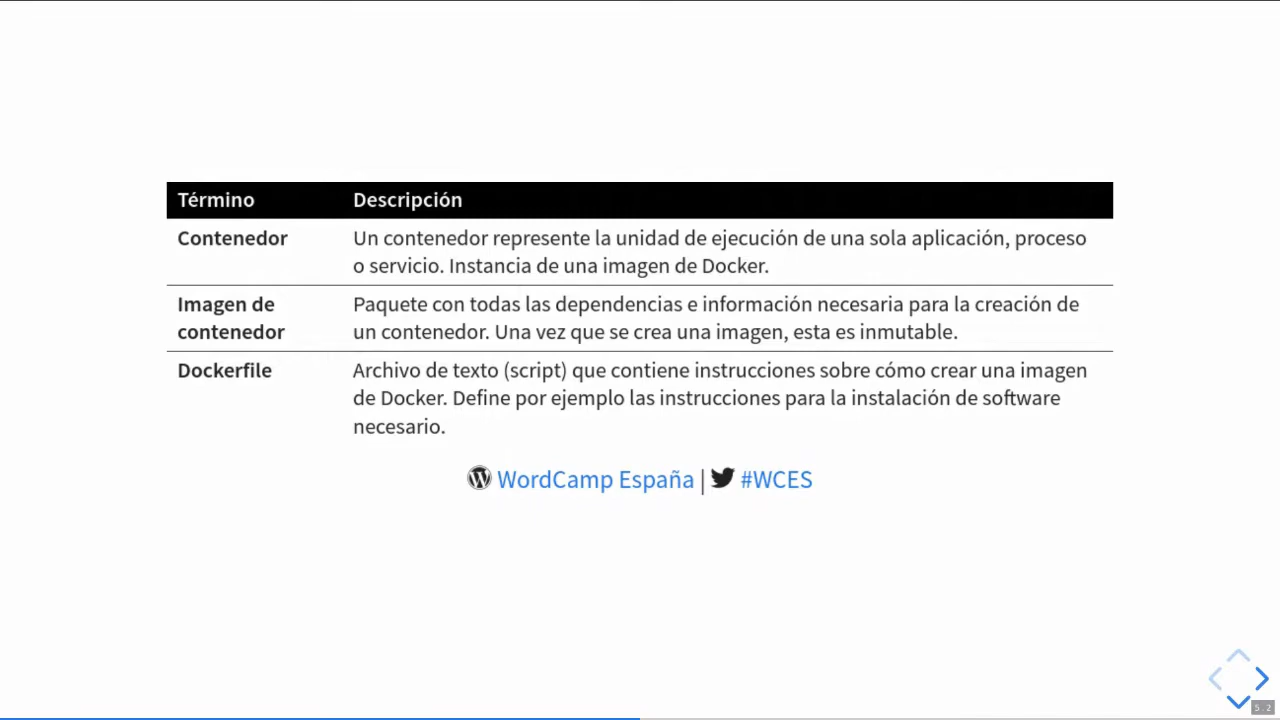 Término Descripción
Contenedor Un contenedor represente la unidad de ejecución de una sola aplicación, proceso
o servicio. Instancia de una imagen de Docker.
Imagen de Paquete con todas las dependencias e información necesaria para la creación de
contenedor un contenedor. Una vez que se crea una imagen, esta es inmutable.
Dockerfile Archivo de texto (script) que contiene instrucciones sobre cómo crear una imagen
de Docker. Define por ejemplo las instrucciones para la instalación de software
necesario.
WordCamp España | #WCES
5.2